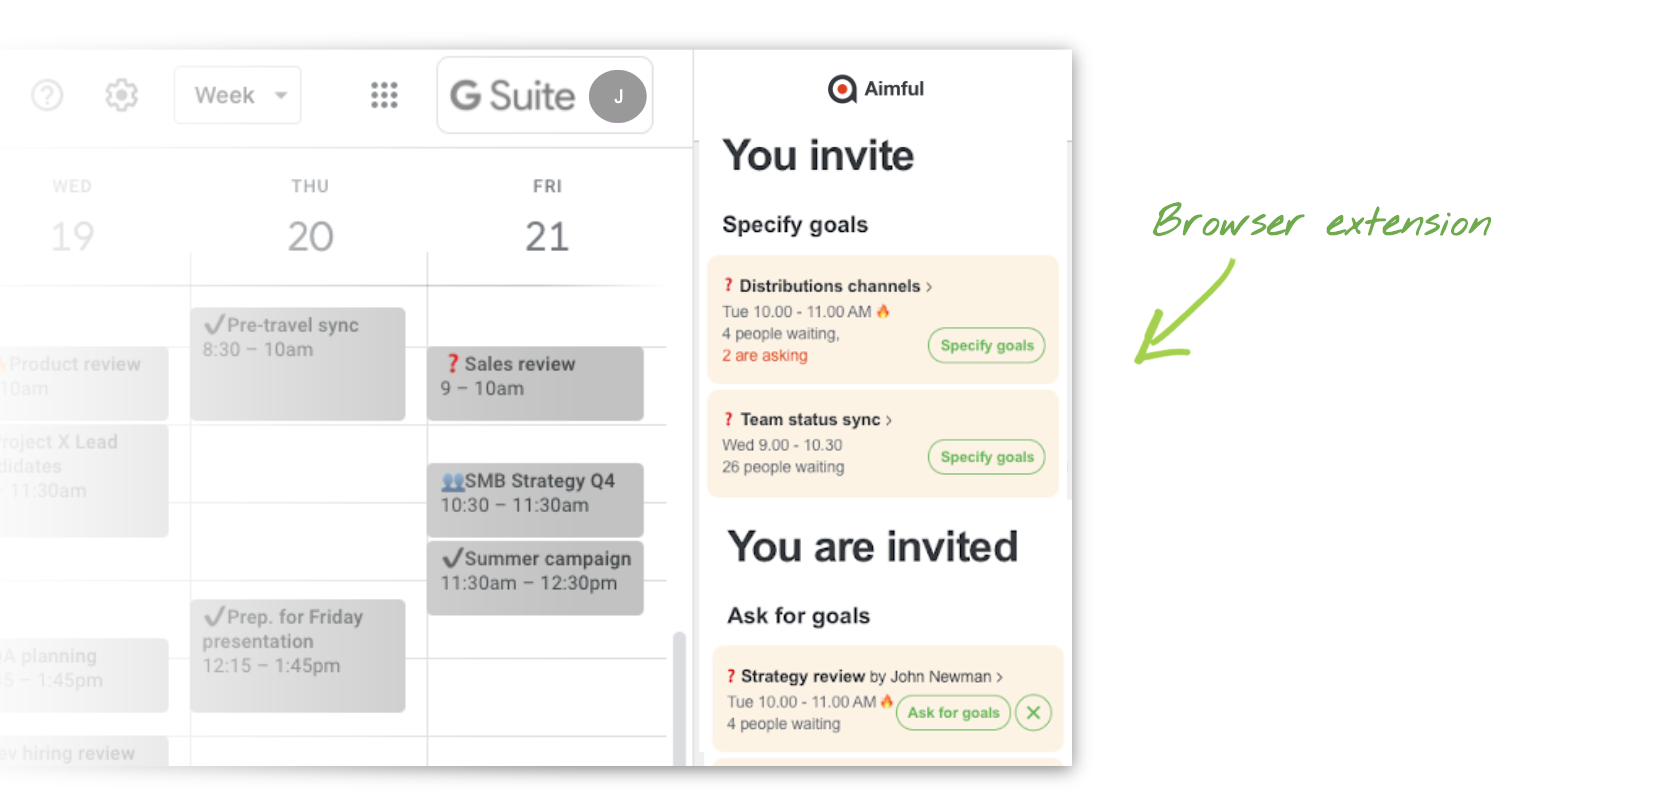 Week
G Suite
J
WED
19
THU
20
FRI
21
Product review
10am
Project X Lead
11:30am
planning
1:45pm
hiring review
✔Pre-travel sync
8:30 – 10am
✔Prep. for Friday
presentation
12:15 – 1:45pm
❓Sales review
9 – 10am
👥SMB Strategy Q4
10:30 – 11:30am
✔Summer campaign
11:30am – 12:30pm
Aimful
You invite
Specify goals
❓ Distributions channels ›
Tue 10.00 - 11.00 AM 🔥
4 people waiting,
2 are asking
Specify goals
❓ Team status sync ›
Wed 9.00 - 10.30
26 people waiting
Specify goals
You are invited
Ask for goals
❓ Strategy review by John Newman ›
Tue 10.00 - 11.00 AM 🔥
4 people waiting
Ask for goals
Browser extension